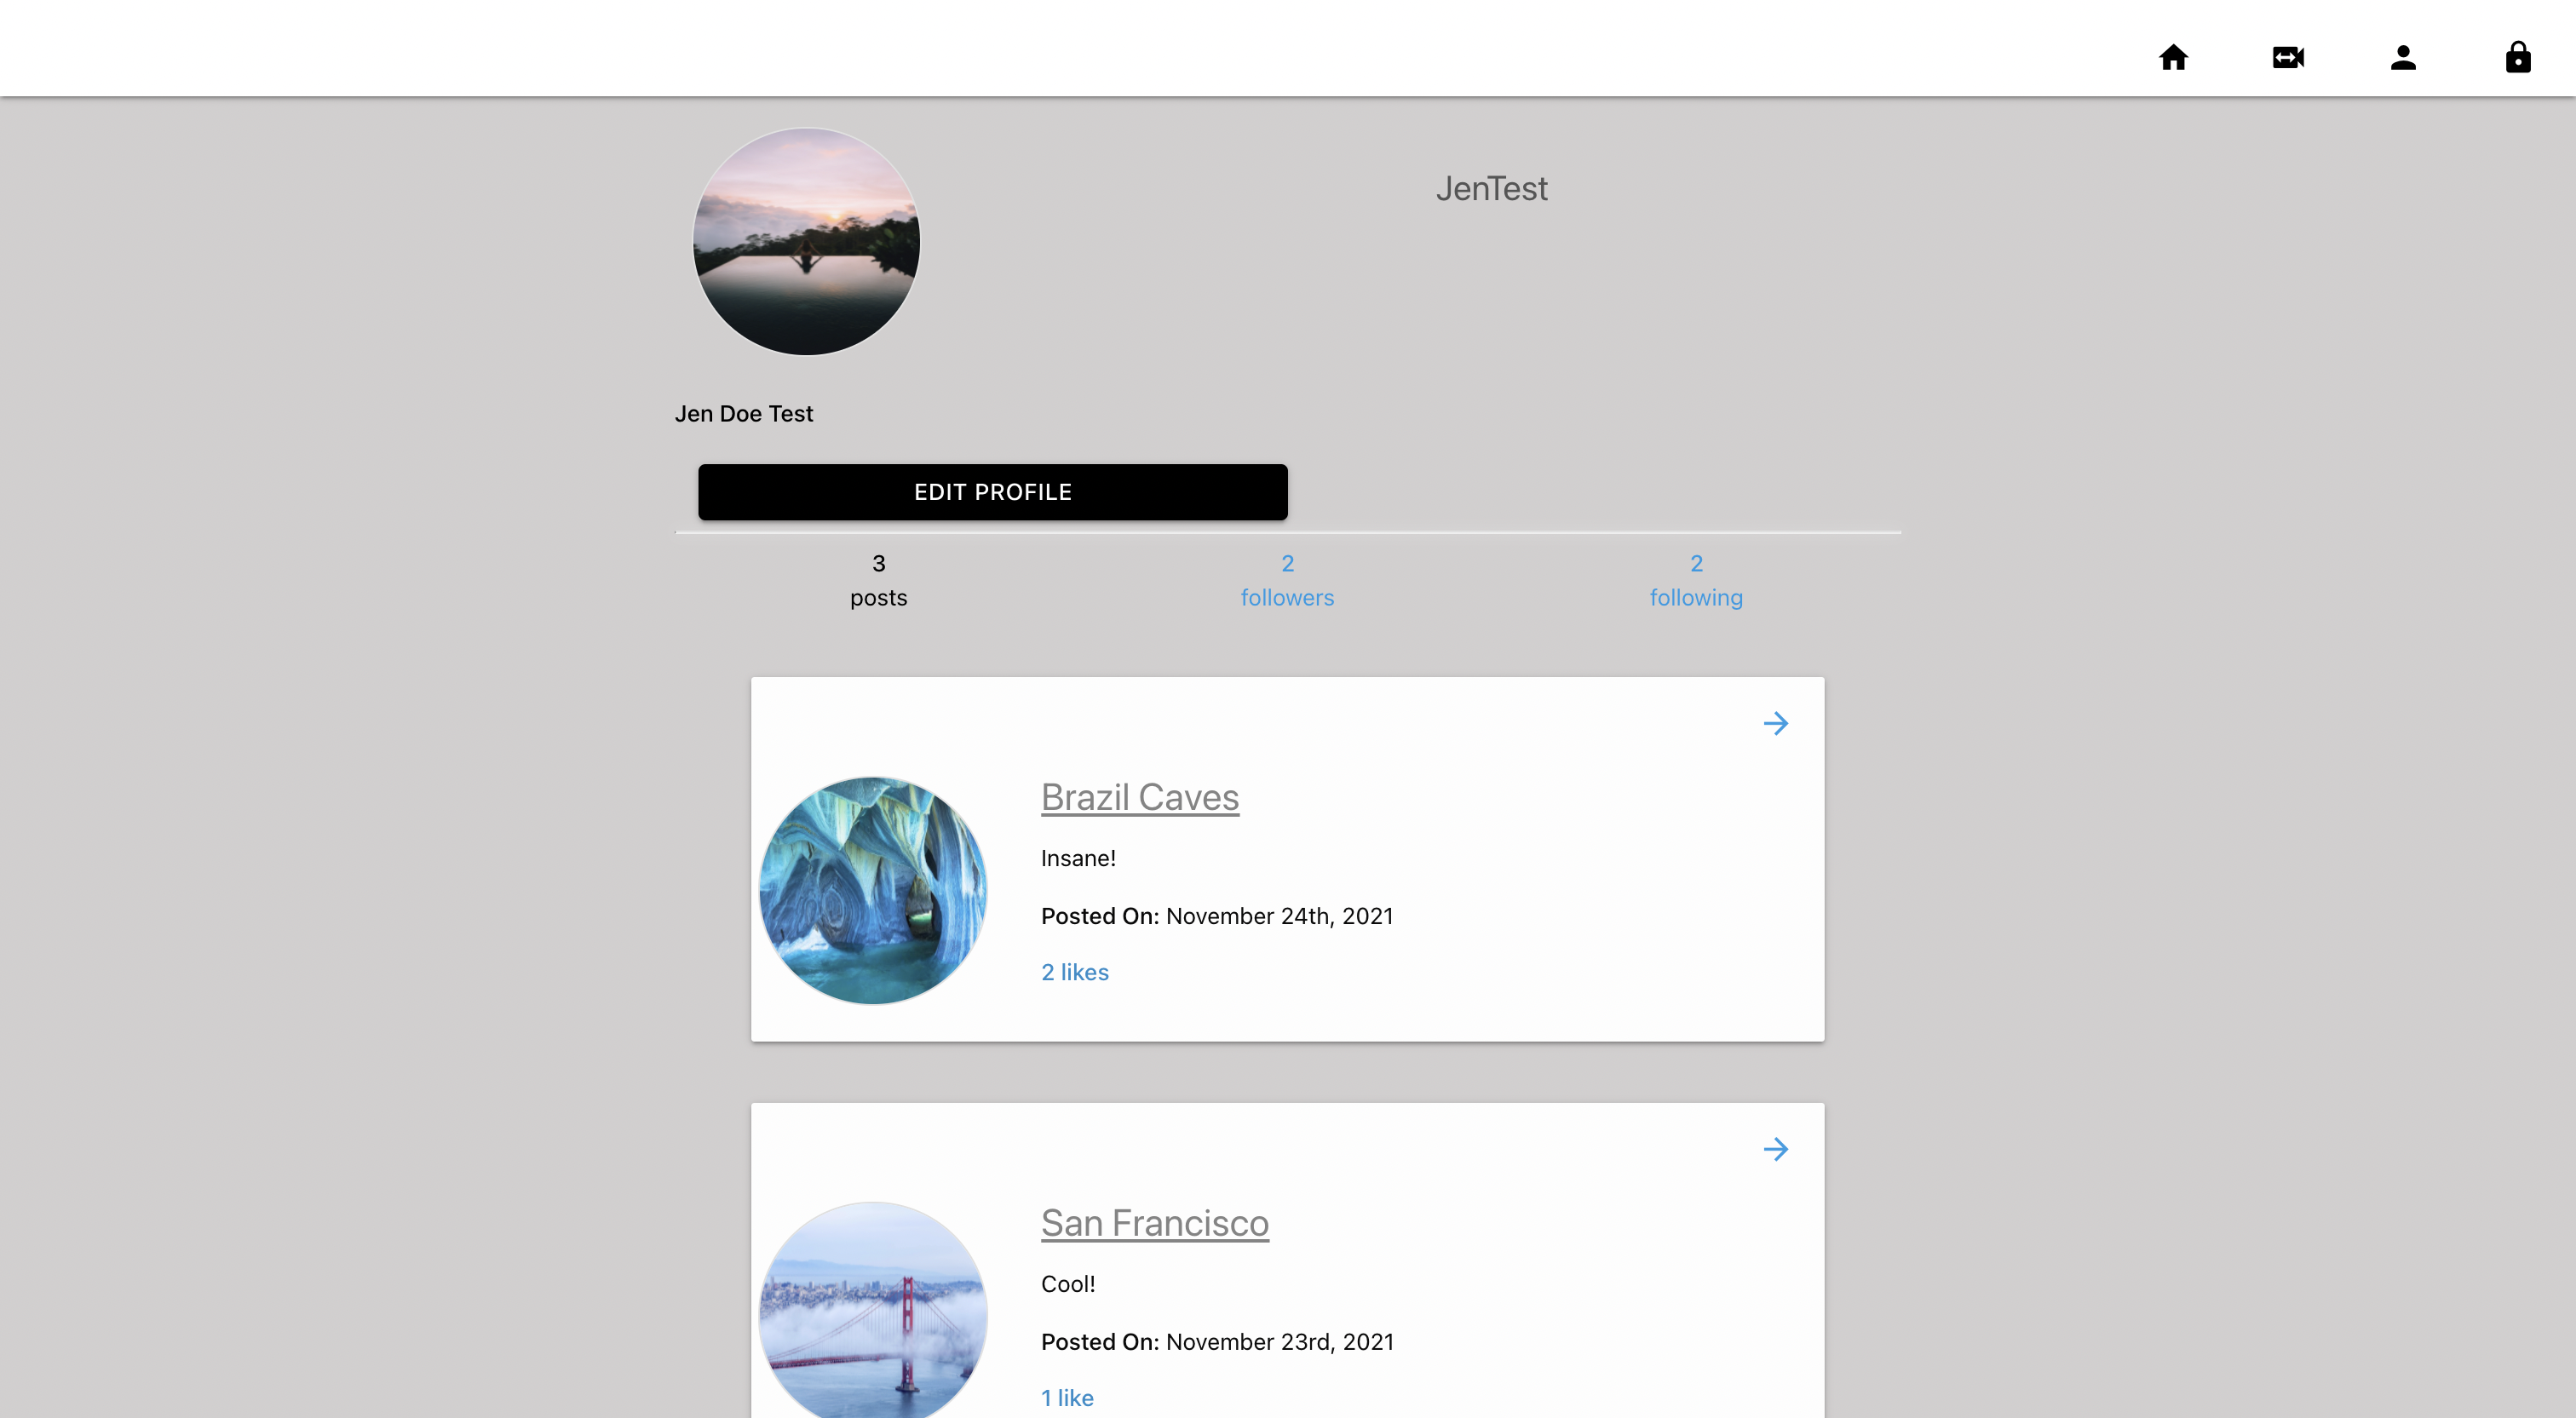 JenTest
Jen Doe Test
EDIT PROFILE
3
posts
2
followers
2
following
Brazil Caves
Insane!
Posted On: November 24th, 2021
2 likes
San Francisco
Cool!
Posted On: November 23rd, 2021
1 like